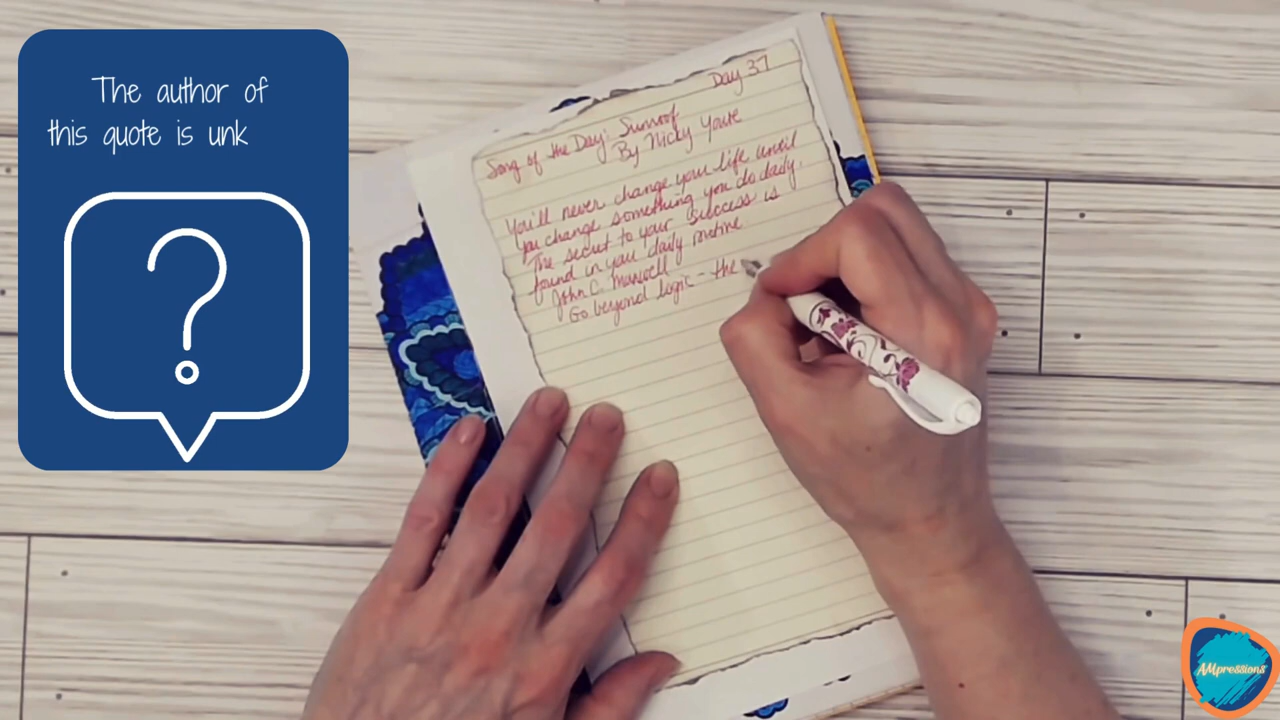 The author of
this quote is unk
?
Day 37
Song of the Day: Sunroof
By Nicky Youre
You'll never change your life until
you change something you do daily.
The secret to your success is
found in you daily routine
John C. Maxwell
Go beyond logic - the
AMpressions